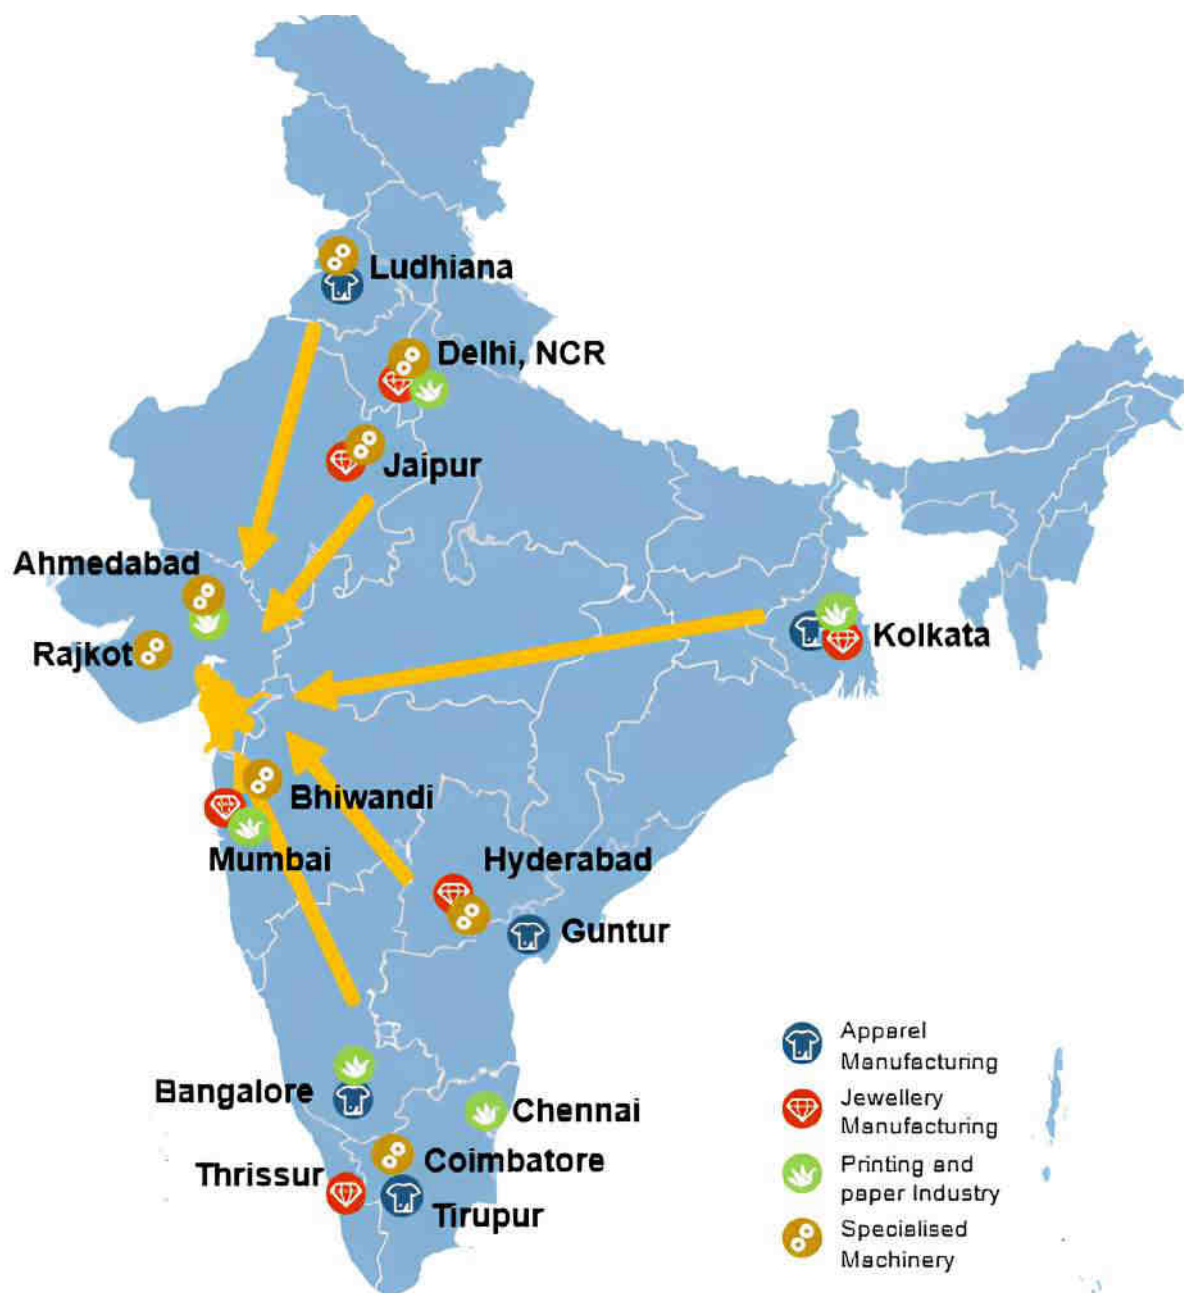 Ludhiana
Delhi, NCR
Jaipur
Ahmedabad
Rajkot
Kolkata
Bhiwandi
Mumbai
Hyderabad
Guntur
Bangalore
Chennai
Thrissur
Coimbatore
Tirupur
Apparel
Manufacturing
Jewellery
Manufacturing
Printing and
paper Industry
Specialised
Machinery